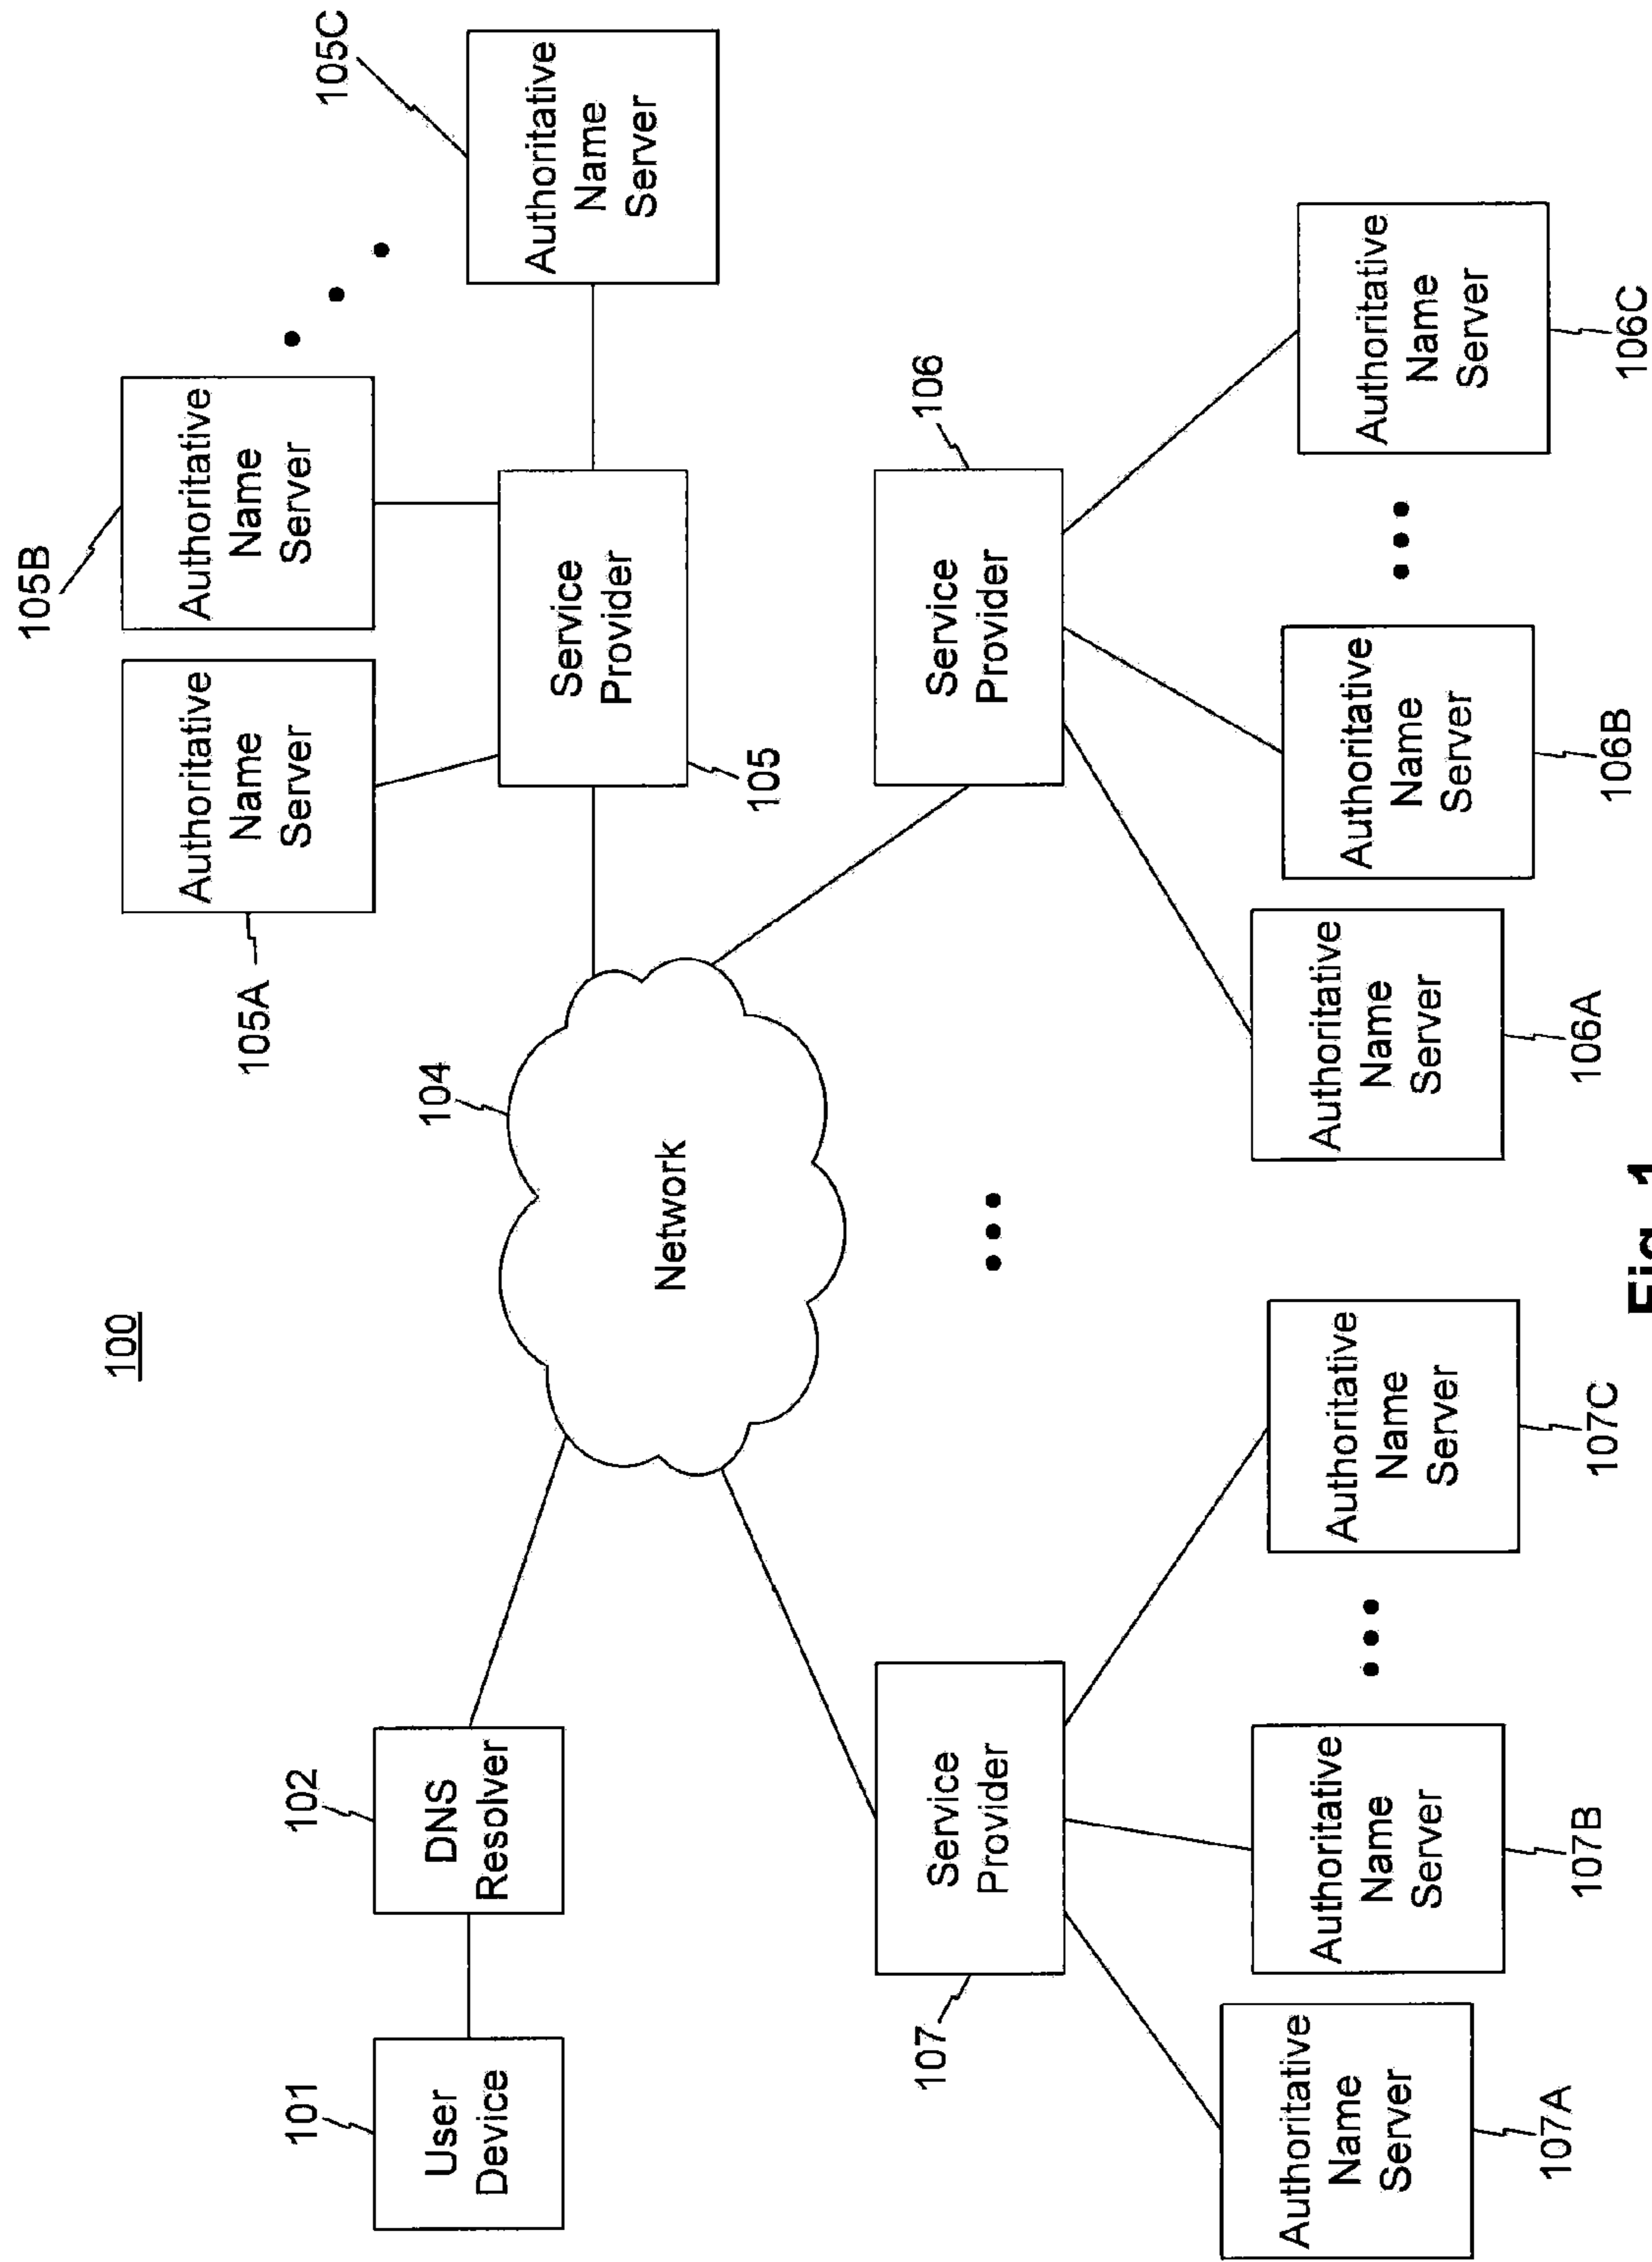 100
105B
105C
Authoritative
Name
Server
Authoritative
Name
Server
Authoritative
Name
Server
105A
101
102
104
User
Device
DNS
Resolver
Network
Service
Provider
105
107
106
Service
Provider
Service
Provider
Authoritative
Name
Server
Authoritative
Name
Server
Authoritative
Name
Server
Authoritative
Name
Server
Authoritative
Name
Server
Authoritative
Name
Server
107A
107B
107C
106A
106B
106C
Fig. 1